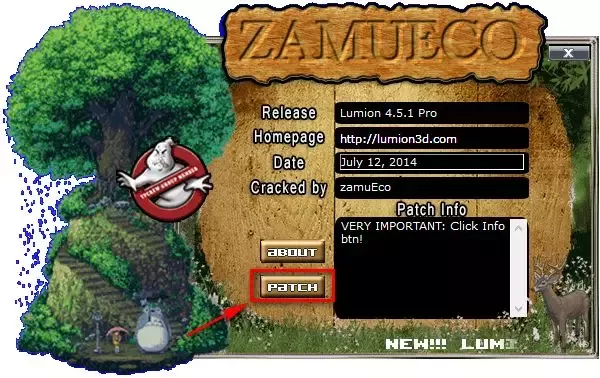 ZAMUECO
X
Release
Lumion 4.5.1 Pro
Homepage
http://lumion3d.com
Date
July 12, 2014
Cracked by
zamuEco
Patch Info
VERY IMPORTANT: Click Info
btn!
ABOUT
PATCH
NEW!!! LUMI